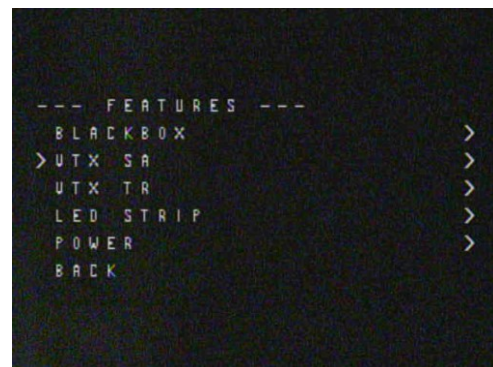 --- FEATURES ---
BLACKBOX >
>VTX SA >
VTX TR >
LED STRIP >
POWER >
BACK